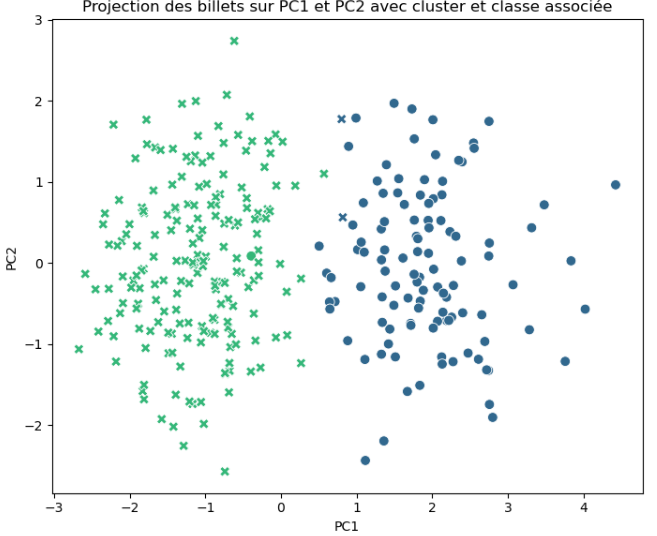 Projection des billets sur PC1 et PC2 avec cluster et classe associée
3
2
1
0
−1
−2
PC2
−3 −2 −1 0 1 2 3 4
PC1